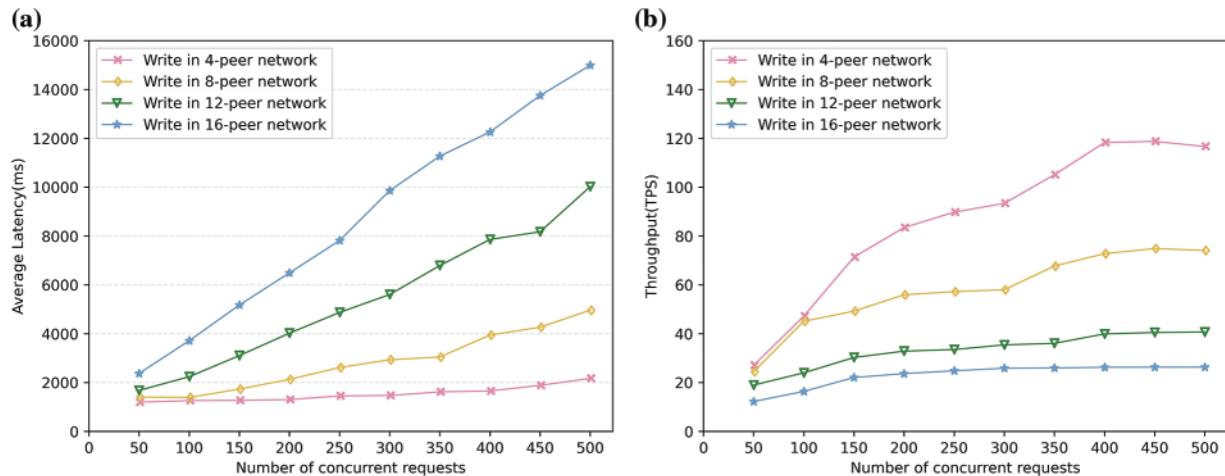 (a)
16000
14000
12000
10000
8000
6000
4000
2000
0
Average Latency(ms)
Write in 4-peer network
Write in 8-peer network
Write in 12-peer network
Write in 16-peer network
0 50 100 150 200 250 300 350 400 450 500
Number of concurrent requests
(b)
160
140
120
100
80
60
40
20
0
Throughput(TPS)
Write in 4-peer network
Write in 8-peer network
Write in 12-peer network
Write in 16-peer network
0 50 100 150 200 250 300 350 400 450 500
Number of concurrent requests